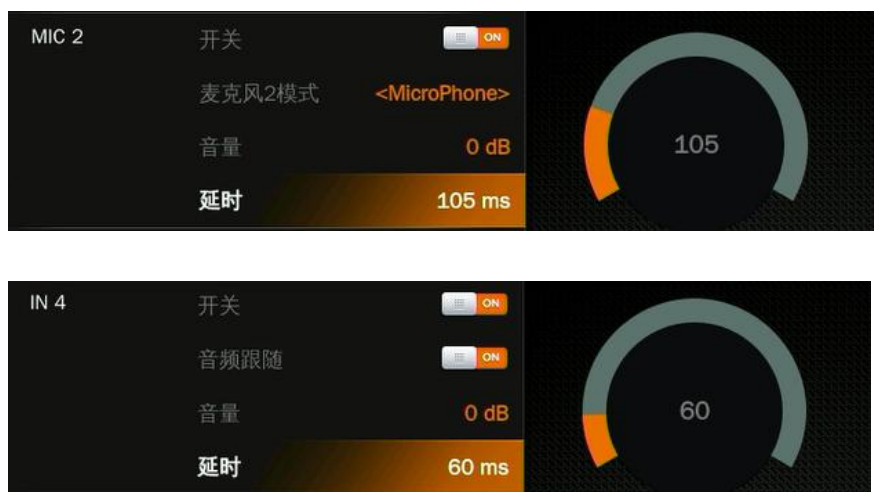 MIC 2 开关 ON
麦克风2模式 <MicroPhone>
音量 0 dB
延时 105 ms
105
IN 4 开关 ON
音频跟随 ON
音量 0 dB
延时 60 ms
60